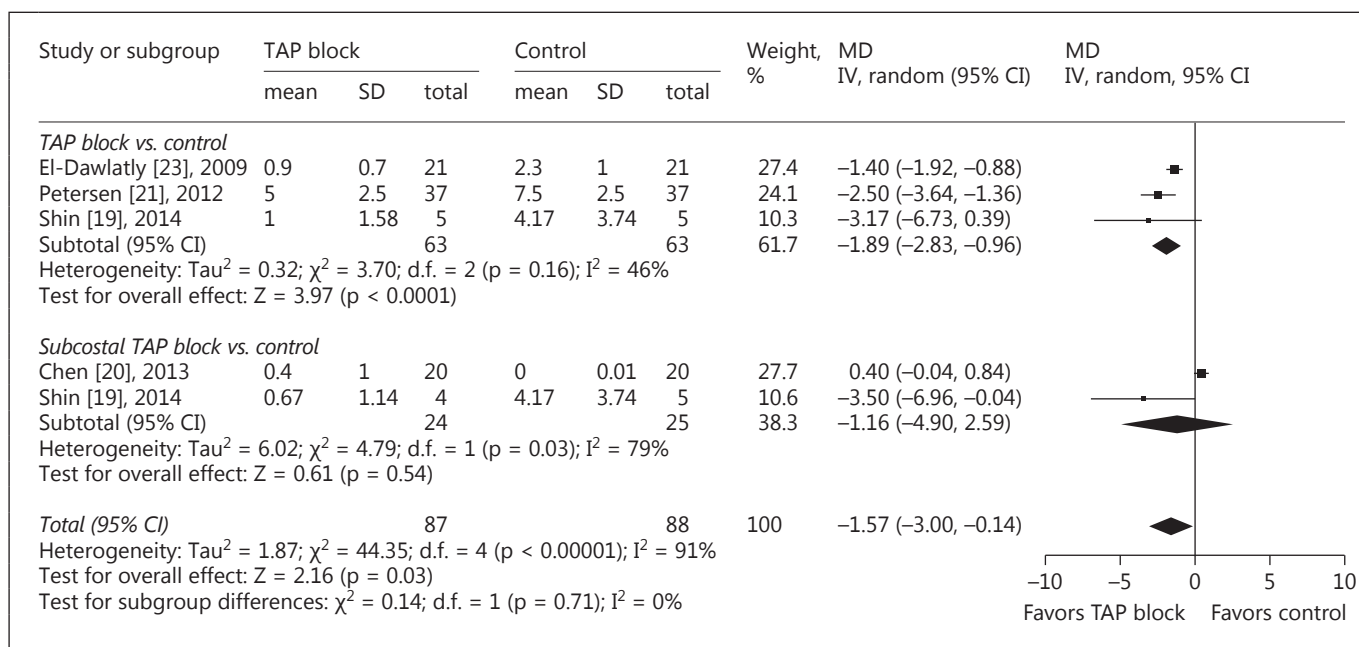 Study or subgroup TAP block Control Weight, % MD IV, random (95% CI) MD IV, random, 95% CI
mean SD total mean SD total
TAP block vs. control
El-Dawlatly [23], 2009 0.9 0.7 21 2.3 1 21 27.4 −1.40 (−1.92, −0.88)
Petersen [21], 2012 5 2.5 37 7.5 2.5 37 24.1 −2.50 (−3.64, −1.36)
Shin [19], 2014 1 1.58 5 4.17 3.74 5 10.3 −3.17 (−6.73, 0.39)
Subtotal (95% CI) 63 63 61.7 −1.89 (−2.83, −0.96)
Heterogeneity: Tau² = 0.32; χ² = 3.70; d.f. = 2 (p = 0.16); I² = 46%
Test for overall effect: Z = 3.97 (p < 0.0001)
Subcostal TAP block vs. control
Chen [20], 2013 0.4 1 20 0 0.01 20 27.7 0.40 (−0.04, 0.84)
Shin [19], 2014 0.67 1.14 4 4.17 3.74 5 10.6 −3.50 (−6.96, −0.04)
Subtotal (95% CI) 24 25 38.3 −1.16 (−4.90, 2.59)
Heterogeneity: Tau² = 6.02; χ² = 4.79; d.f. = 1 (p = 0.03); I² = 79%
Test for overall effect: Z = 0.61 (p = 0.54)
Total (95% CI) 87 88 100 −1.57 (−3.00, −0.14)
Heterogeneity: Tau² = 1.87; χ² = 44.35; d.f. = 4 (p < 0.00001); I² = 91%
Test for overall effect: Z = 2.16 (p = 0.03)
Test for subgroup differences: χ² = 0.14; d.f. = 1 (p = 0.71); I² = 0%
−10 −5 0 5 10
Favors TAP block Favors control